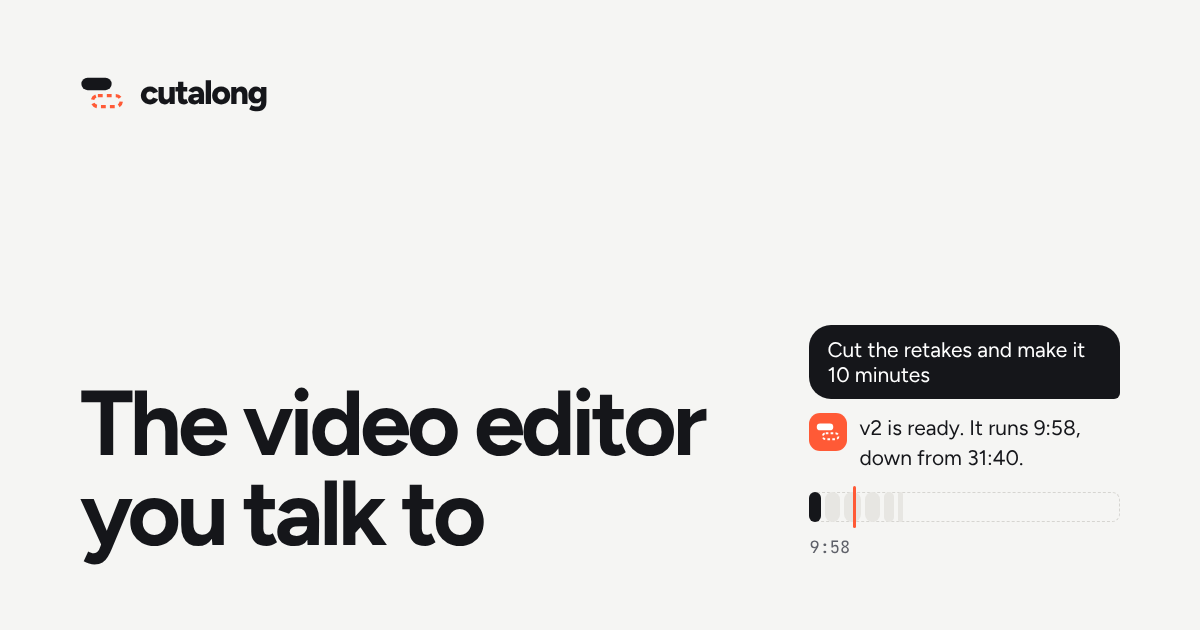 cutalong
The video editor
you talk to
Cut the retakes and make it
10 minutes
v2 is ready. It runs 9:58,
down from 31:40.
9:58